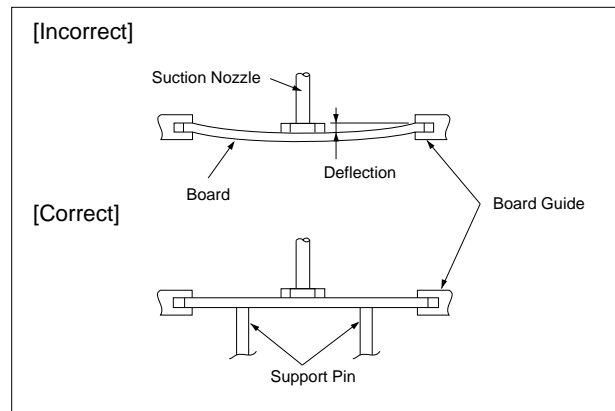 [Incorrect]
Suction Nozzle
Deflection
Board
[Correct]
Board Guide
Support Pin